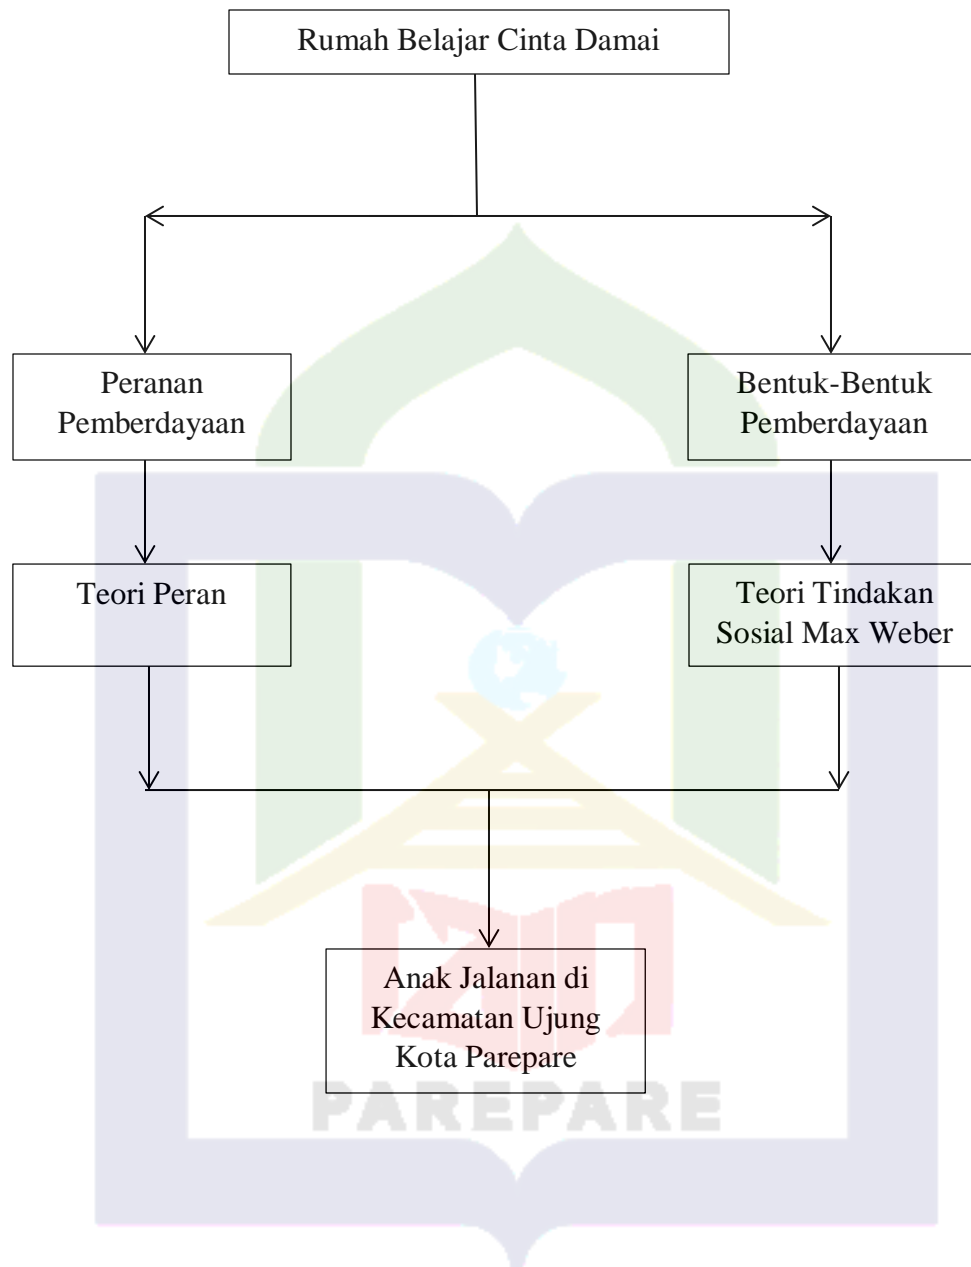 Rumah Belajar Cinta Damai
Peranan
Pemberdayaan
Bentuk-Bentuk
Pemberdayaan
Teori Peran
Teori Tindakan
Sosial Max Weber
Anak Jalanan di
Kecamatan Ujung
Kota Parepare
PAREPARE